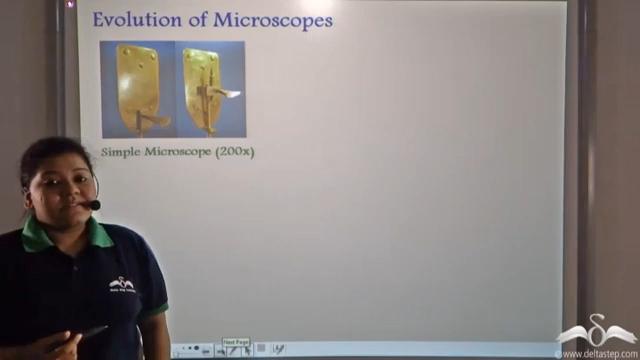 Evolution of Microscopes
Simple Microscope (200x)
Next Page
www.deltastep.com